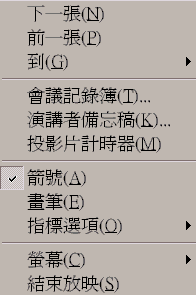 下一張(N)
前一張(P)
到(G)
會議記錄簿(T)...
演講者備忘稿(K)...
投影片計時器(M)
箭號(A)
畫筆(E)
指標選項(O)
螢幕(C)
結束放映(S)